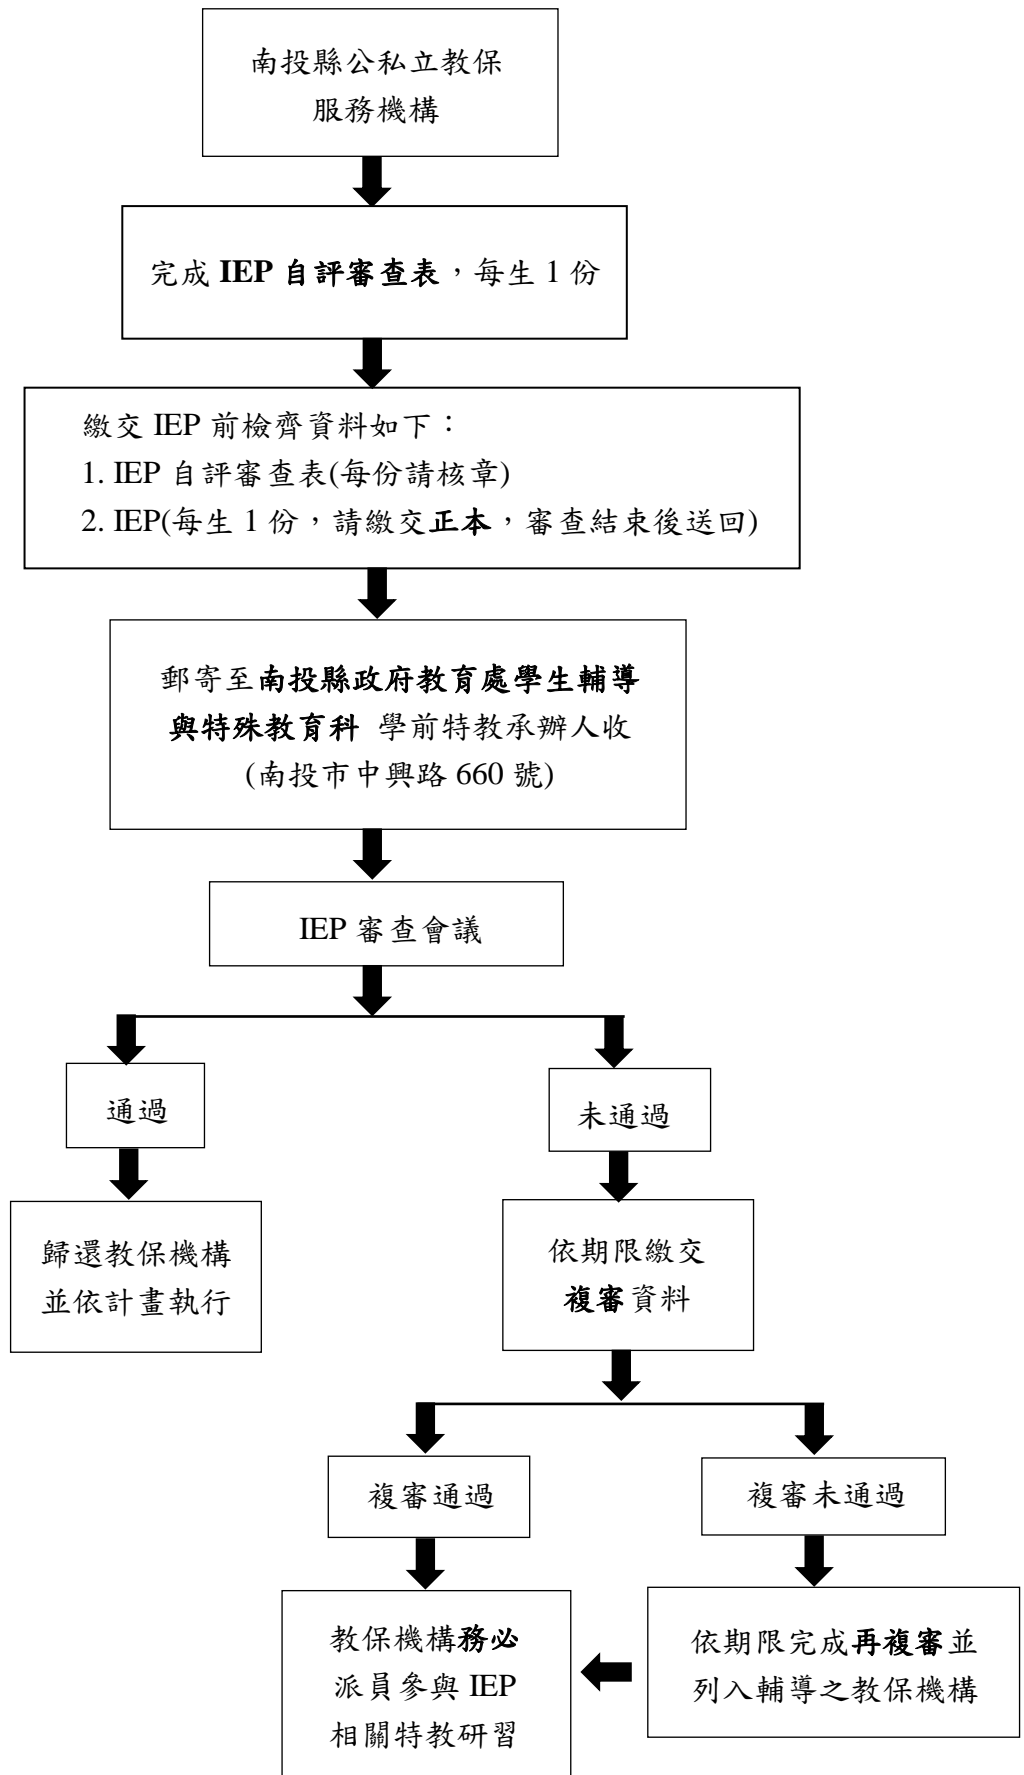 南投縣公私立教保
服務機構
完成 IEP 自評審查表，每生 1 份
繳交 IEP 前檢齊資料如下：
1. IEP 自評審查表(每份請核章)
2. IEP(每生 1 份，請繳交正本，審查結束後送回)
郵寄至南投縣政府教育處學生輔導
與特殊教育科 學前特教承辦人收
(南投市中興路 660 號)
IEP 審查會議
通過
未通過
歸還教保機構
並依計畫執行
依期限繳交
複審資料
複審通過
複審未通過
教保機構務必
派員參與 IEP
相關特教研習
依期限完成再複審並
列入輔導之教保機構